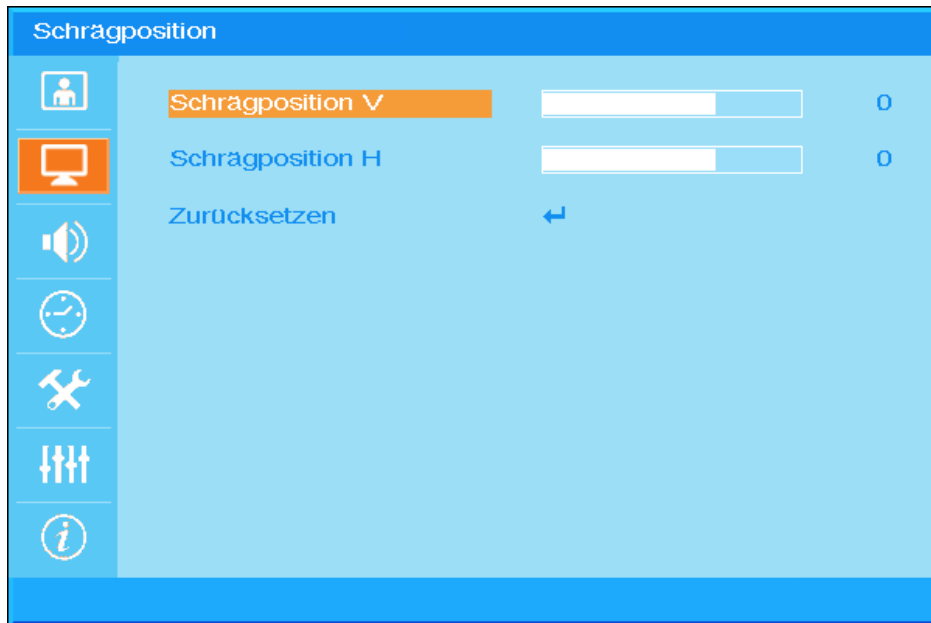 Schrägposition
Schrägposition V 0
Schrägposition H 0
Zurücksetzen